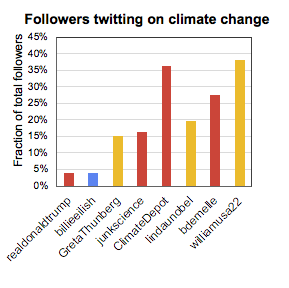 Followers twitting on climate change
Fraction of total followers
45%
40%
35%
30%
25%
20%
15%
10%
5%
0%
realdonaldtrump
billieeilish
GretaThunberg
junkscience
ClimateDepot
lindaunobel
bdemelle
williamusa22